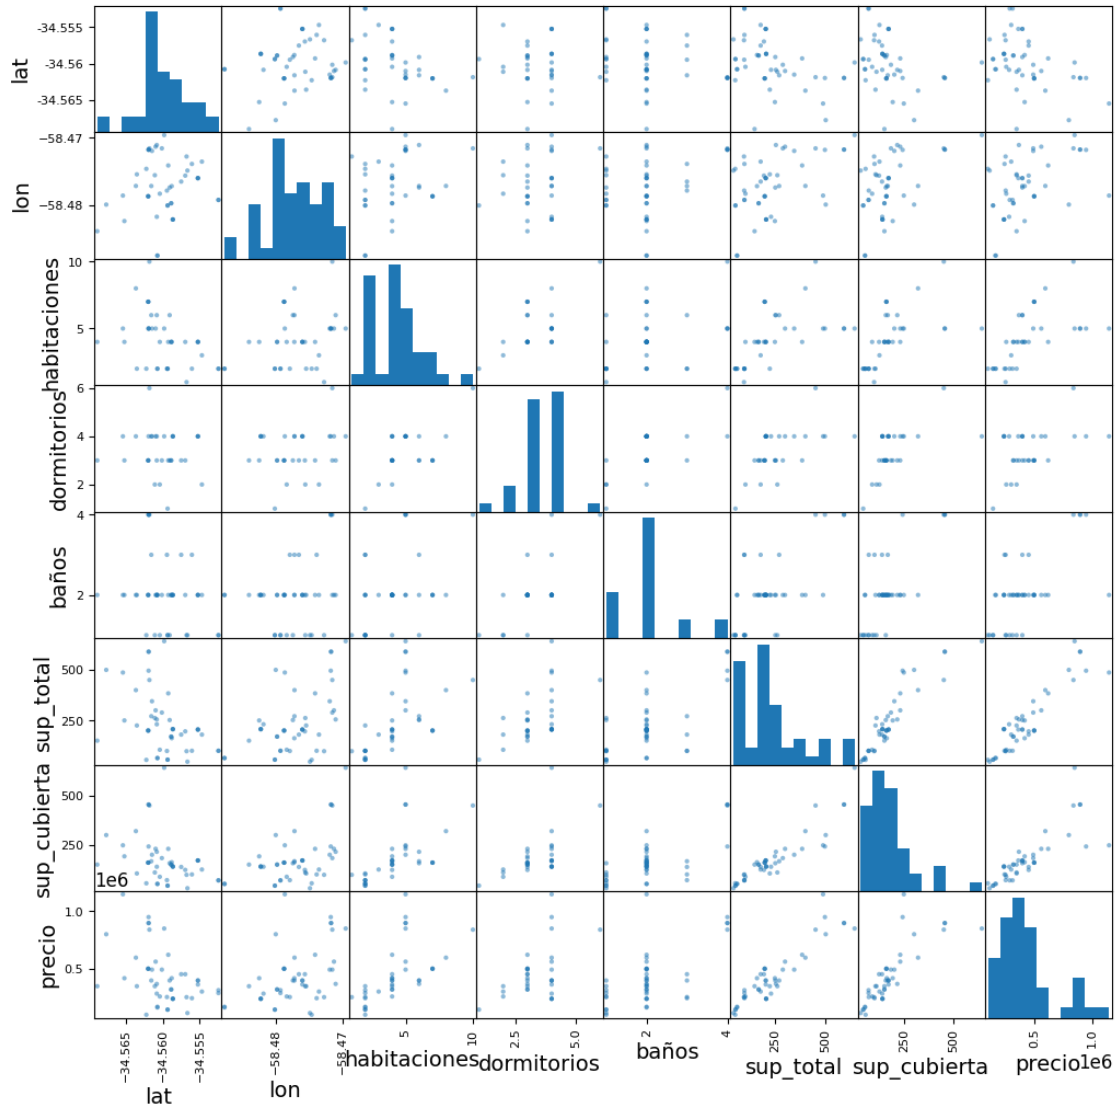 -34.555
-34.56
-34.565
lat
−58.47
−58.48
lon
10
5
habitaciones
6
4
2
dormitorios
4
2
baños
500
250
sup_total
500
250
sup_cubierta
1e6
1.0
0.5
precio
−34.565
−34.560
−34.555
lat
−58.48
−58.47
lon
5
10
habitaciones
2.5
5.0
dormitorios
2
4
baños
250
500
sup_total
250
500
sup_cubierta
0.5
1.0
precio
1e6